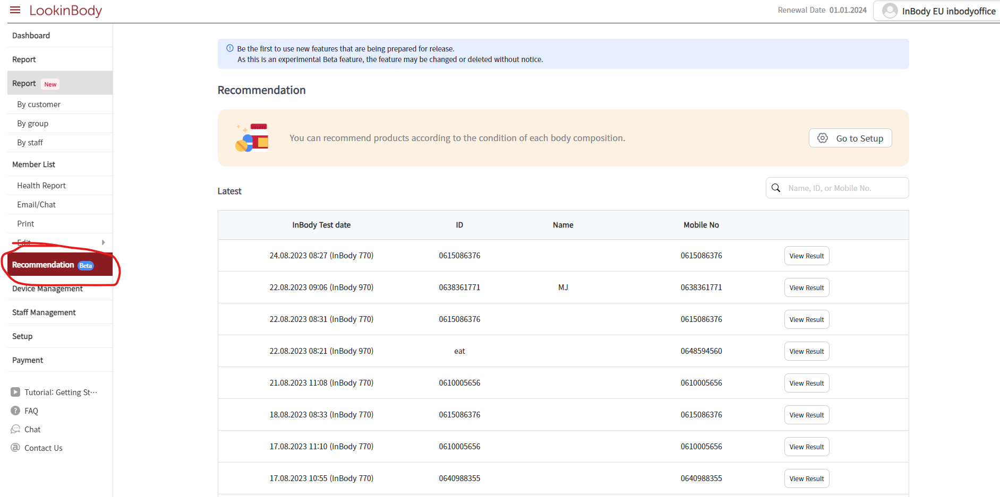 LookinBody
Renewal Date 01.01.2024
InBody EU inbodyoffice
Dashboard
Report
Report New
By customer
By group
By staff
Member List
Health Report
Email/Chat
Print
Edit
Recommendation Beta
Device Management
Staff Management
Setup
Payment
Tutorial: Getting St···
FAQ
Chat
Contact Us
Be the first to use new features that are being prepared for release.
As this is an experimental Beta feature, the feature may be changed or deleted without notice.
Recommendation
You can recommend products according to the condition of each body composition.
Go to Setup
Latest
Name, ID, or Mobile No.
InBody Test date ID Name Mobile No
24.08.2023 08:27 (InBody 770) 0615086376 0615086376 View Result
22.08.2023 09:06 (InBody 970) 0638361771 MJ 0638361771 View Result
22.08.2023 08:31 (InBody 770) 0615086376 0615086376 View Result
22.08.2023 08:21 (InBody 970) eat 0648594560 View Result
21.08.2023 11:08 (InBody 770) 0610005656 0610005656 View Result
18.08.2023 08:33 (InBody 770) 0615086376 0615086376 View Result
17.08.2023 11:10 (InBody 770) 0610005656 0610005656 View Result
17.08.2023 10:55 (InBody 770) 0640988355 0640988355 View Result